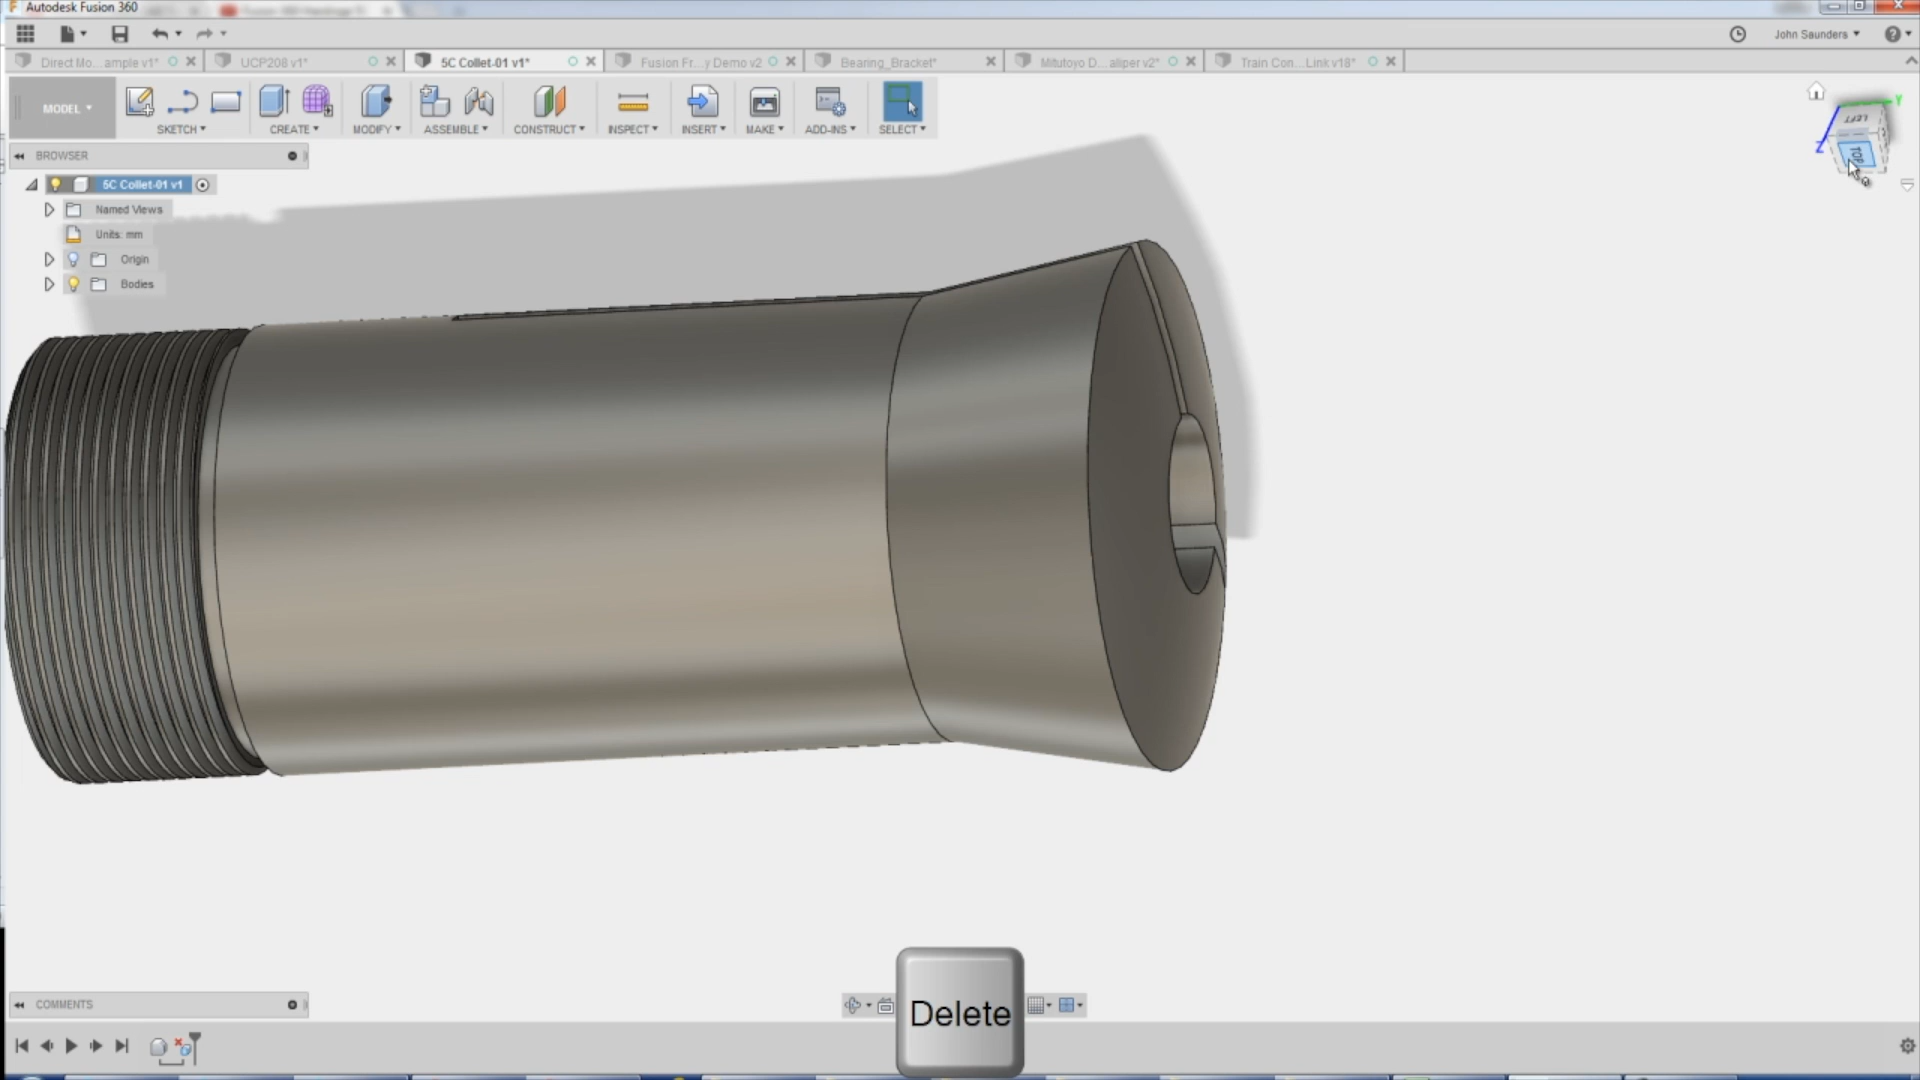 Autodesk Fusion 360
John Saunders
Direct Mo...ample v1*
UCP208 v1*
5C Collet-01 v1*
Fusion Fr...y Demo v2
Bearing_Bracket*
Mitutoyo D...aliper v2*
Train Con...Link v18*
MODEL
SKETCH
CREATE
MODIFY
ASSEMBLE
CONSTRUCT
INSPECT
INSERT
MAKE
ADD-INS
SELECT
Y
LEFT
Z
TOP
BROWSER
5C Collet-01 v1
Named Views
Units: mm
Origin
Bodies
COMMENTS
Delete